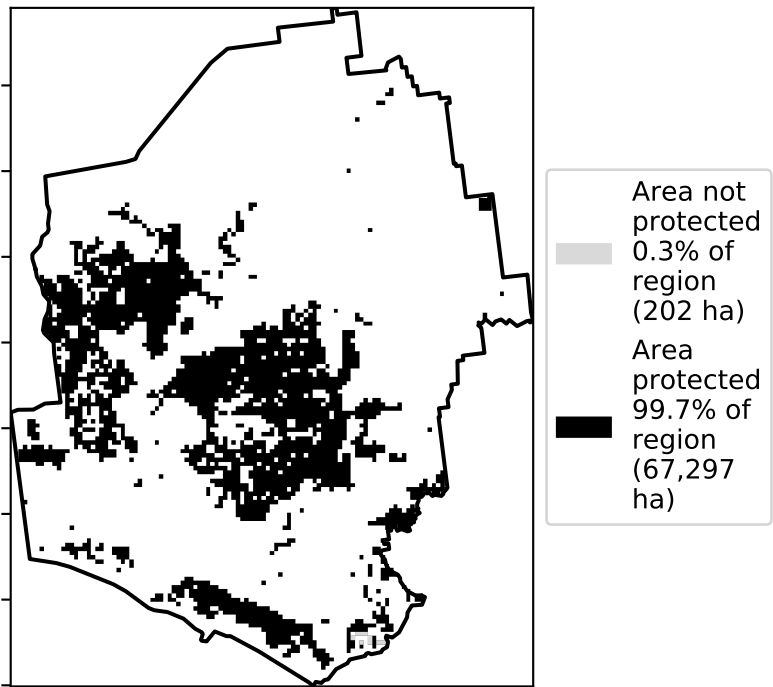 Area not
protected
0.3% of
region
(202 ha)
Area
protected
99.7% of
region
(67,297
ha)